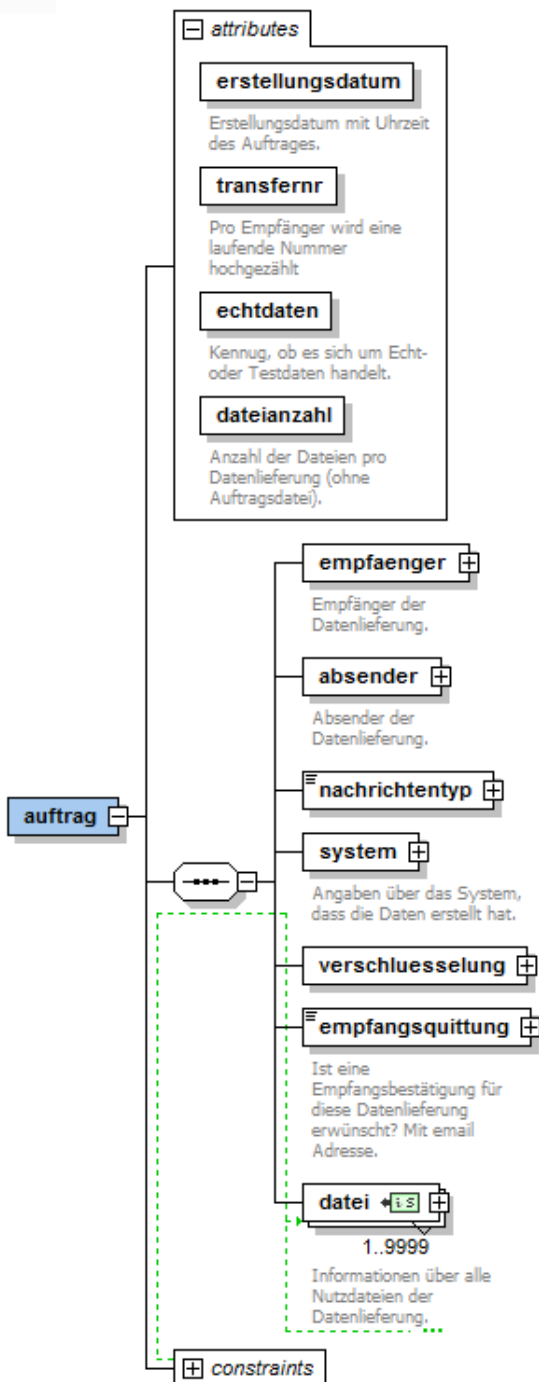 attributes
erstellungsdatum
Erstellungsdatum mit Uhrzeit
des Auftrages.
transfernr
Pro Empfänger wird eine
laufende Nummer
hochgezählt
echtdaten
Kennug, ob es sich um Echt-
oder Testdaten handelt.
dateianzahl
Anzahl der Dateien pro
Datenlieferung (ohne
Auftragsdatei).
auftrag
empfaenger
Empfänger der
Datenlieferung.
absender
Absender der
Datenlieferung.
nachrichtentyp
system
Angaben über das System,
dass die Daten erstellt hat.
verschluesselung
empfangsquittung
Ist eine
Empfangsbestätigung für
diese Datenlieferung
erwünscht? Mit email
Adresse.
datei is
1..9999
Informationen über alle
Nutzdateien der
Datenlieferung.
constraints